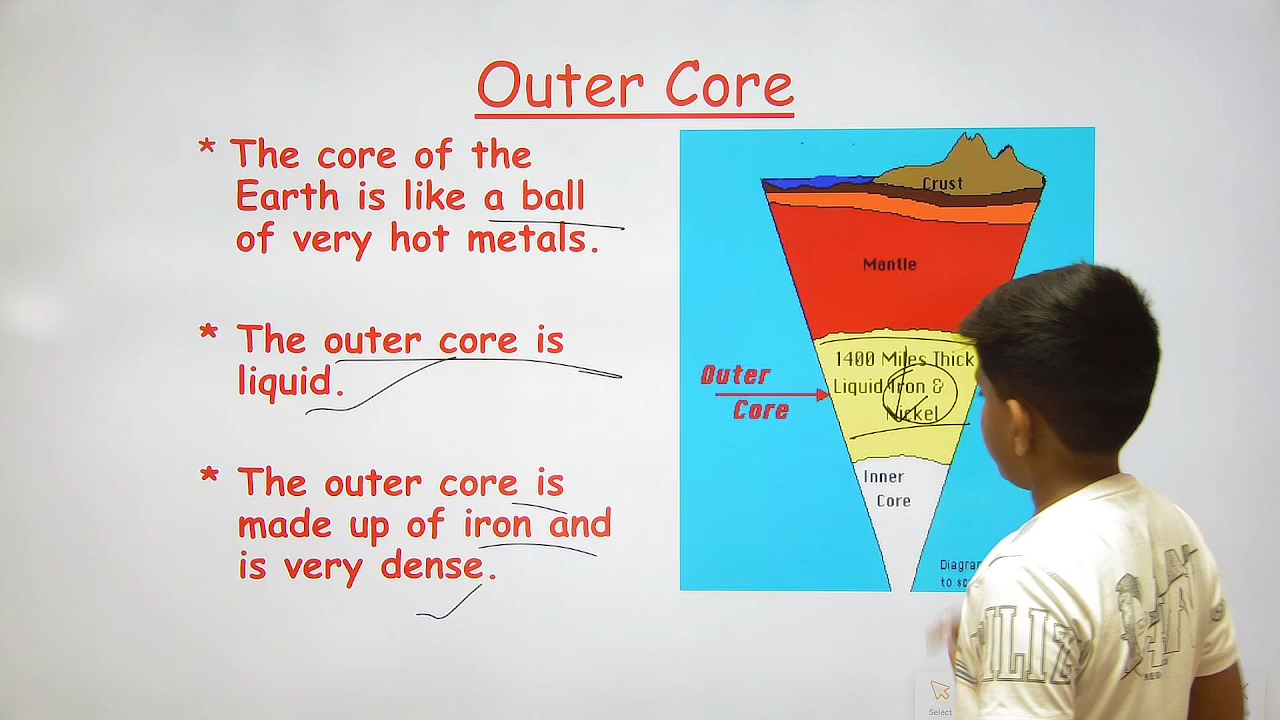 Outer Core
* The core of the
Earth is like a ball
of very hot metals.
* The outer core is
liquid.
* The outer core is
made up of iron and
is very dense.
Crust
Mantle
1400 Miles Thick
Liquid Iron &
Nickel
Outer
Core
Inner
Core
to
Select